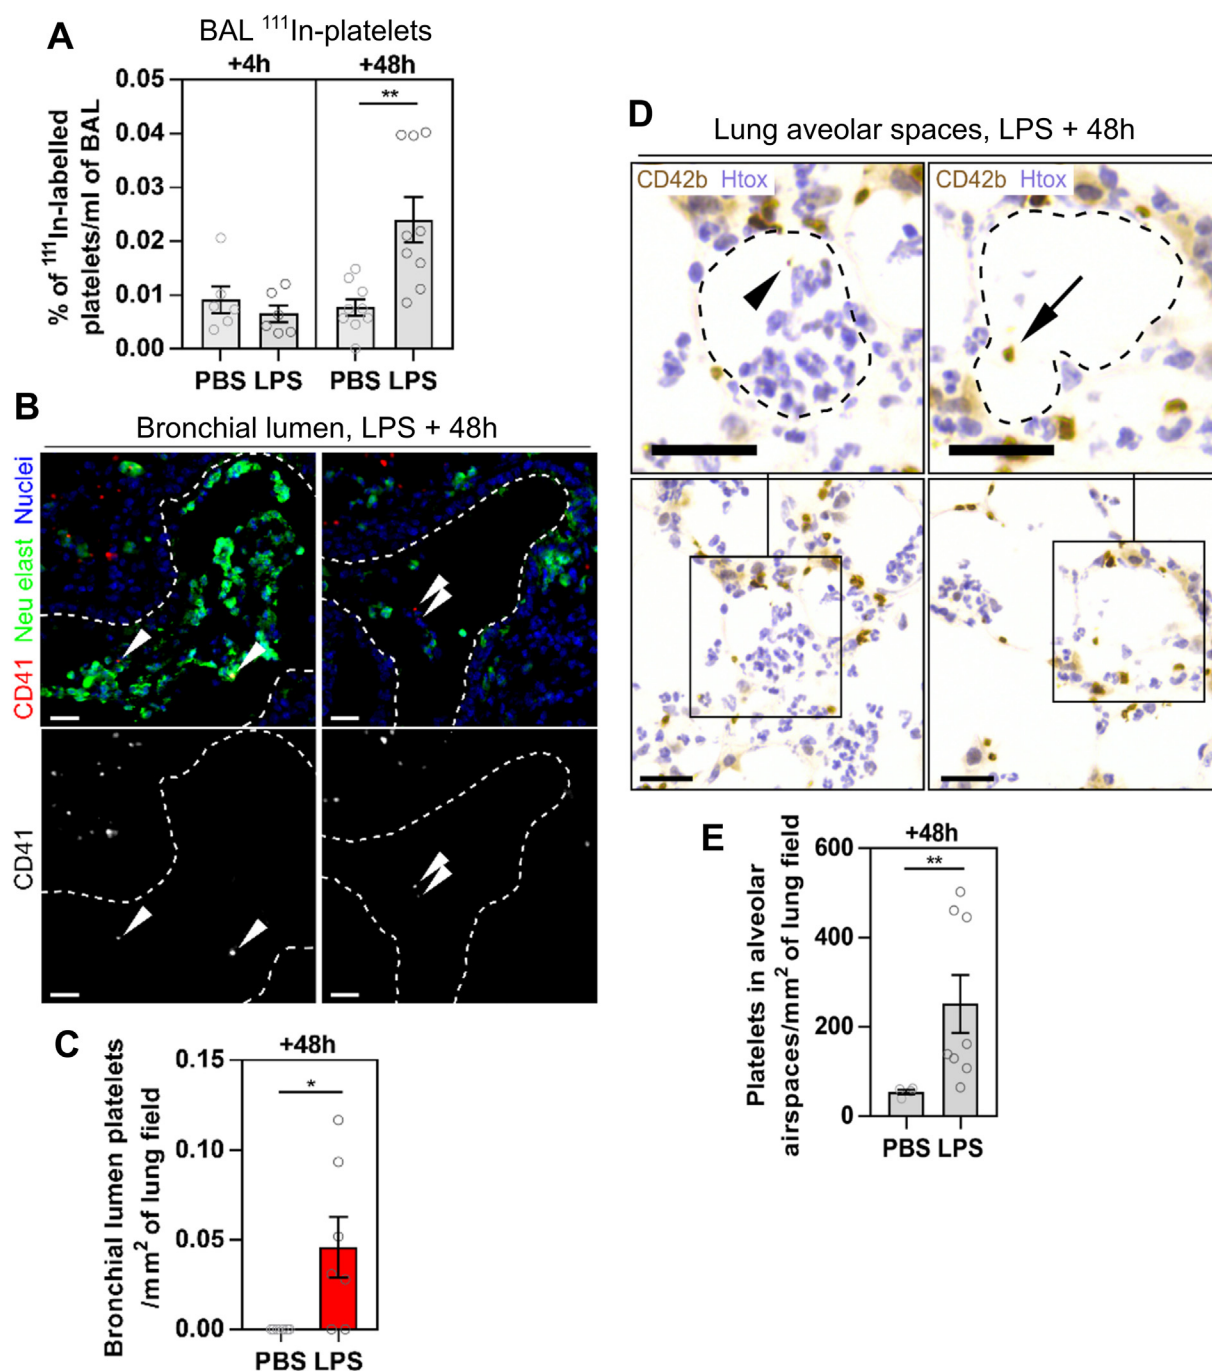 A
BAL ¹¹¹In-platelets
+4h
+48h
% of ¹¹¹In-labelled
platelets/ml of BAL
0.05
**
0.04
0.03
0.02
0.01
0.00
PBS LPS
PBS LPS
B
Bronchial lumen, LPS + 48h
CD41 Neu elast Nuclei
CD41
C
Bronchial lumen platelets
/mm² of lung field
+48h
0.15
*
0.10
0.05
0.00
PBS LPS
D
Lung aveolar spaces, LPS + 48h
CD42b Htox
CD42b Htox
E
Platelets in alveolar
airspaces/mm² of lung field
+48h
600
**
400
200
0
PBS LPS